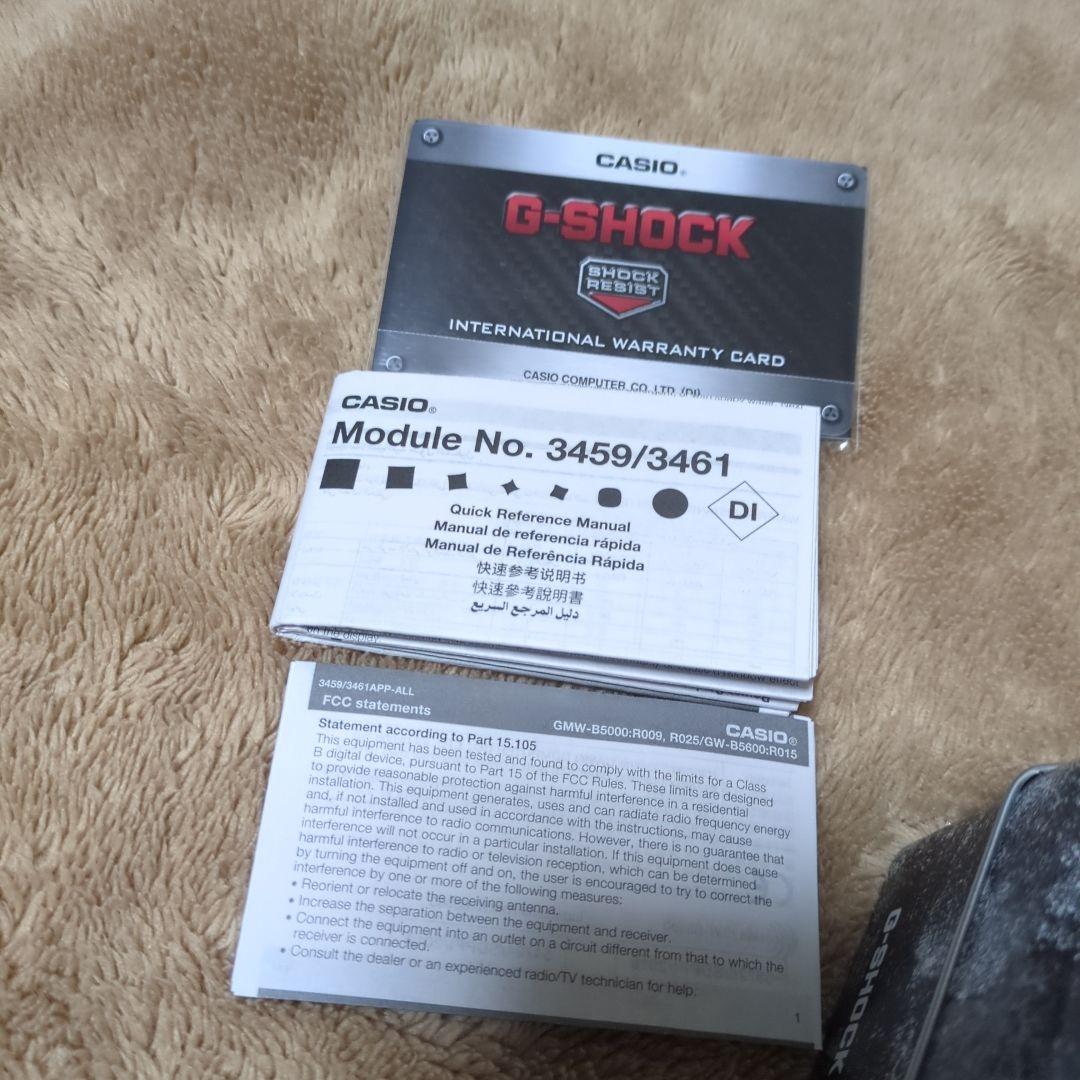 CASIO®
G-SHOCK
SHOCK
RESIST
INTERNATIONAL WARRANTY CARD
CASIO COMPUTER CO., LTD. (DI)
CASIO®
Module No. 3459/3461
DI
Quick Reference Manual
Manual de referencia rápida
Manual de Referência Rápida
快速参考说明书
快速參考說明書
دليل المرجع السريع
on the display
3459/3461APP-ALL
FCC statements
GMW-B5000:R009, R025/GW-B5600:R015
CASIO®
Statement according to Part 15.105
This equipment has been tested and found to comply with the limits for a Class
B digital device, pursuant to Part 15 of the FCC Rules. These limits are designed
to provide reasonable protection against harmful interference in a residential
installation. This equipment generates, uses and can radiate radio frequency energy
and, if not installed and used in accordance with the instructions, may cause
harmful interference to radio communications. However, there is no guarantee that
interference will not occur in a particular installation. If this equipment does cause
harmful interference to radio or television reception, which can be determined
by turning the equipment off and on, the user is encouraged to try to correct the
interference by one or more of the following measures:
• Reorient or relocate the receiving antenna.
• Increase the separation between the equipment and receiver.
• Connect the equipment into an outlet on a circuit different from that to which the
receiver is connected.
• Consult the dealer or an experienced radio/TV technician for help.
1
G-SHOCK